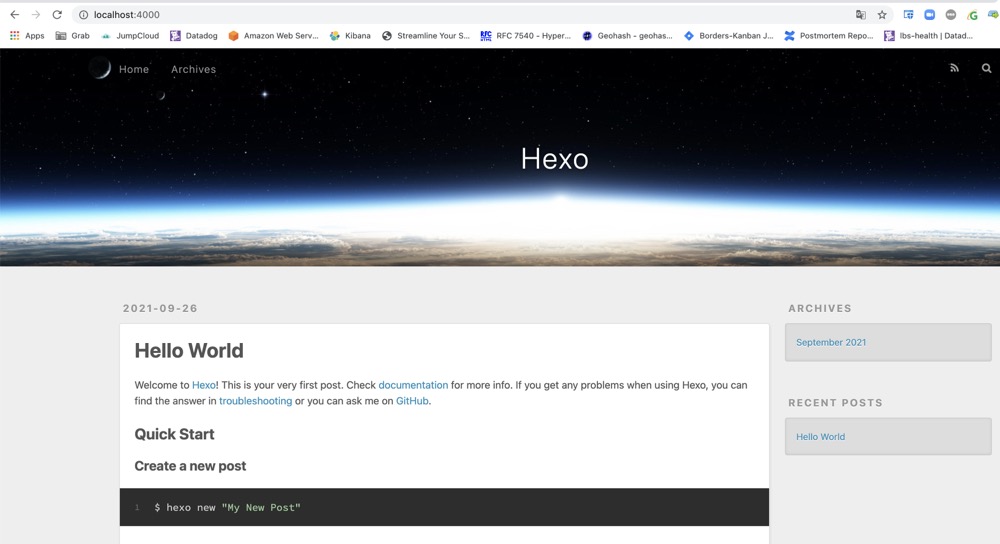 localhost:4000
Apps Grab JumpCloud Datadog Amazon Web Serv... Kibana Streamline Your S... RFC 7540 - Hyper... Geohash - geohas... Borders-Kanban J... Postmortem Repo... lbs-health | Datad...
Home Archives
Hexo
2021-09-26
Hello World
Welcome to Hexo! This is your very first post. Check documentation for more info. If you get any problems when using Hexo, you can
find the answer in troubleshooting or you can ask me on GitHub.
Quick Start
Create a new post
1 $ hexo new "My New Post"
ARCHIVES
September 2021
RECENT POSTS
Hello World